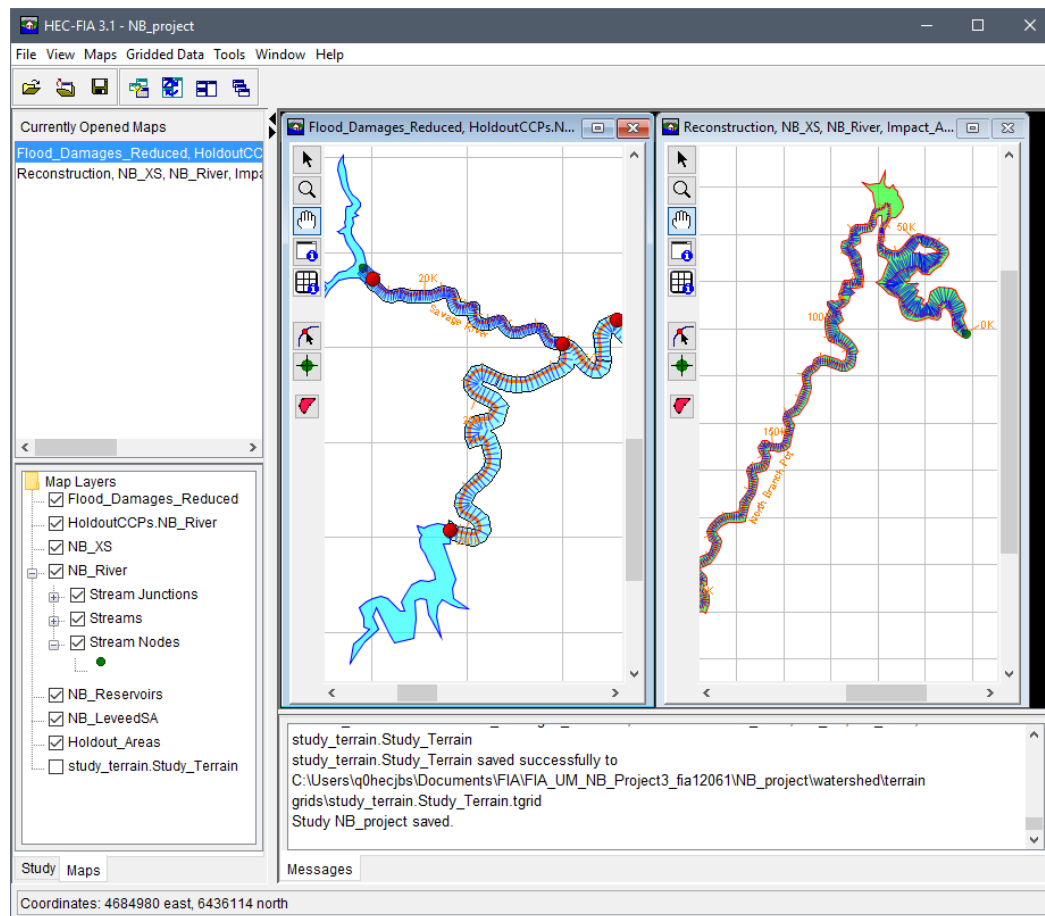 HEC-FIA 3.1 - NB_project
File View Maps Gridded Data Tools Window Help
Currently Opened Maps
Flood_Damages_Reduced, HoldoutCC
Reconstruction, NB_XS, NB_River, Impa
Map Layers
Flood_Damages_Reduced
HoldoutCCPs.NB_River
NB_XS
NB_River
Stream Junctions
Streams
Stream Nodes
NB_Reservoirs
NB_LeveedSA
Holdout_Areas
study_terrain.Study_Terrain
Study Maps
Flood_Damages_Reduced, HoldoutCCPs.N...
20K
Savage River
Reconstruction, NB_XS, NB_River, Impact_A...
50K
0K
100K
150K
North Branch Pot
study_terrain.Study_Terrain
study_terrain.Study_Terrain saved successfully to
C:\Users\q0hecjbs\Documents\FIA\FIA_UM_NB_Project3_fia12061\NB_project\watershed\terrain
grids\study_terrain.Study_Terrain.tgrid
Study NB_project saved.
Messages
Coordinates: 4684980 east, 6436114 north